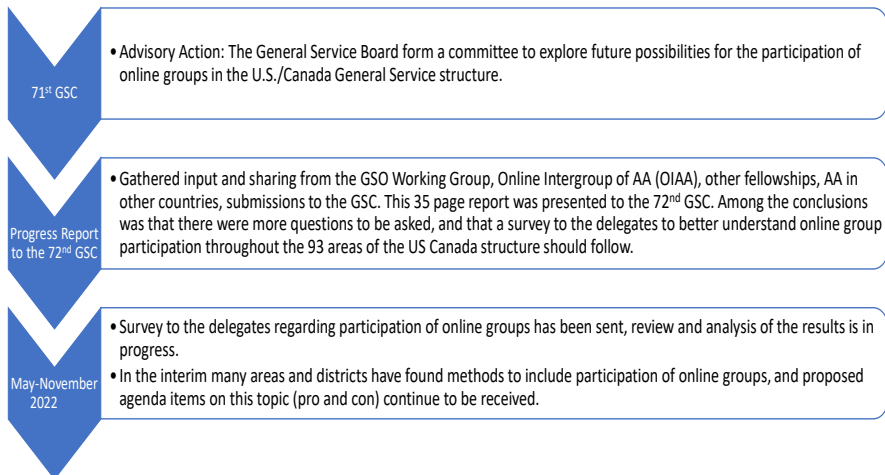 71st GSC
• Advisory Action: The General Service Board form a committee to explore future possibilities for the participation of
online groups in the U.S./Canada General Service structure.
Progress Report
to the 72nd GSC
• Gathered input and sharing from the GSO Working Group, Online Intergroup of AA (OIAA), other fellowships, AA in
other countries, submissions to the GSC. This 35 page report was presented to the 72nd GSC. Among the conclusions
was that there were more questions to be asked, and that a survey to the delegates to better understand online group
participation throughout the 93 areas of the US Canada structure should follow.
May-November
2022
• Survey to the delegates regarding participation of online groups has been sent, review and analysis of the results is in
progress.
• In the interim many areas and districts have found methods to include participation of online groups, and proposed
agenda items on this topic (pro and con) continue to be received.